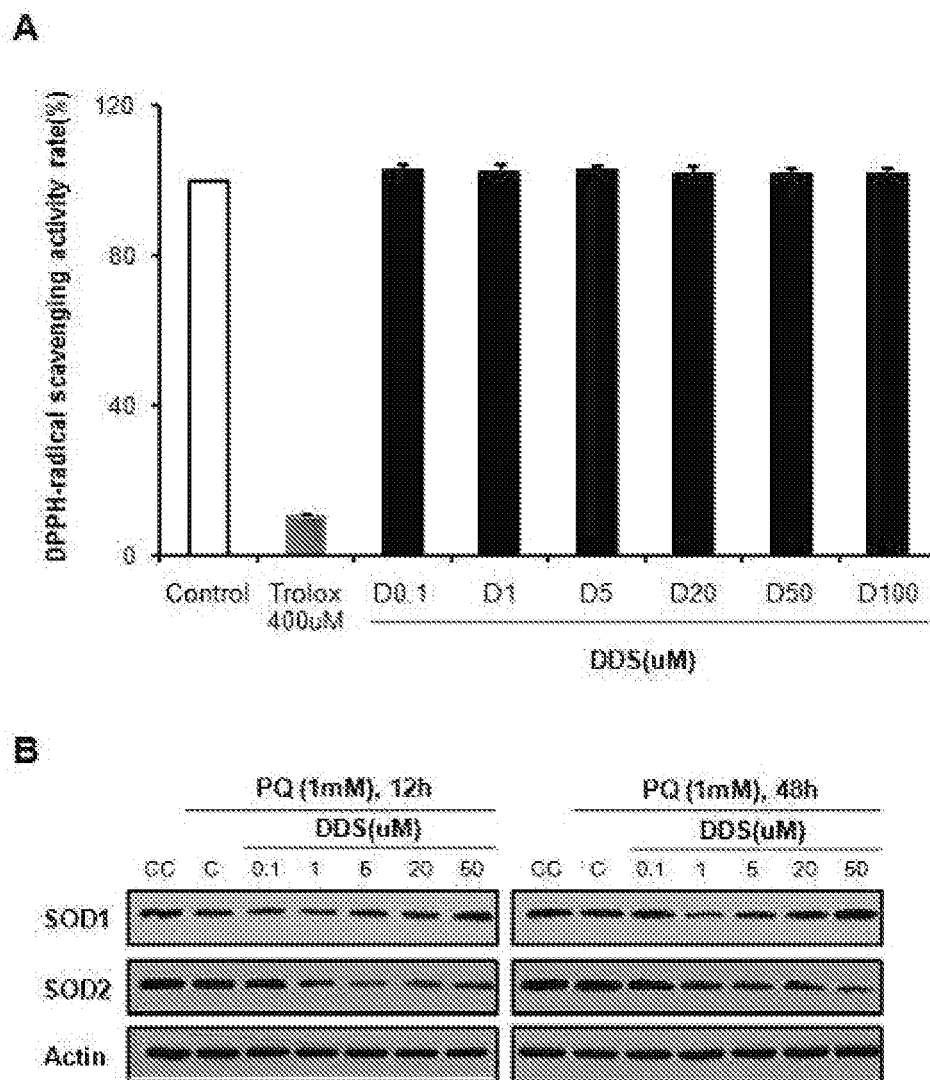 A
DPPH-radical scavenging activity rate(%)
120
80
40
0
Control Trolox 400uM D0.1 D1 D5 D20 D50 D100
DDS(uM)
B
PQ (1mM), 12h PQ (1mM), 48h
DDS(uM) DDS(uM)
CC C 0.1 1 5 20 50 CC C 0.1 1 5 20 50
SOD1
SOD2
Actin